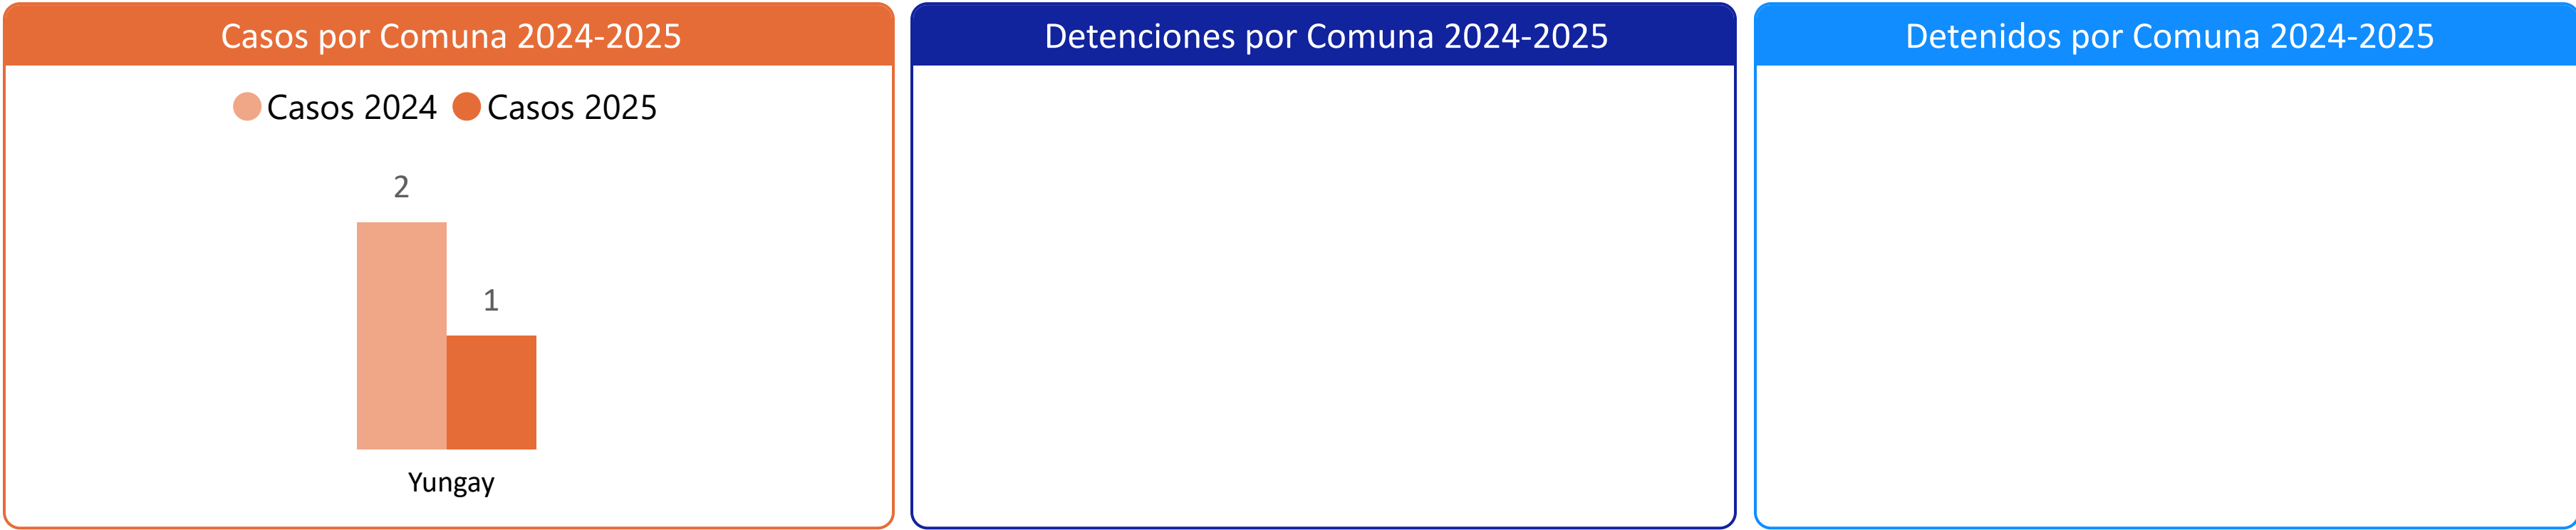 Casos por Comuna 2024-2025
Casos 2024 Casos 2025
2
1
Yungay
Detenciones por Comuna 2024-2025
Detenidos por Comuna 2024-2025